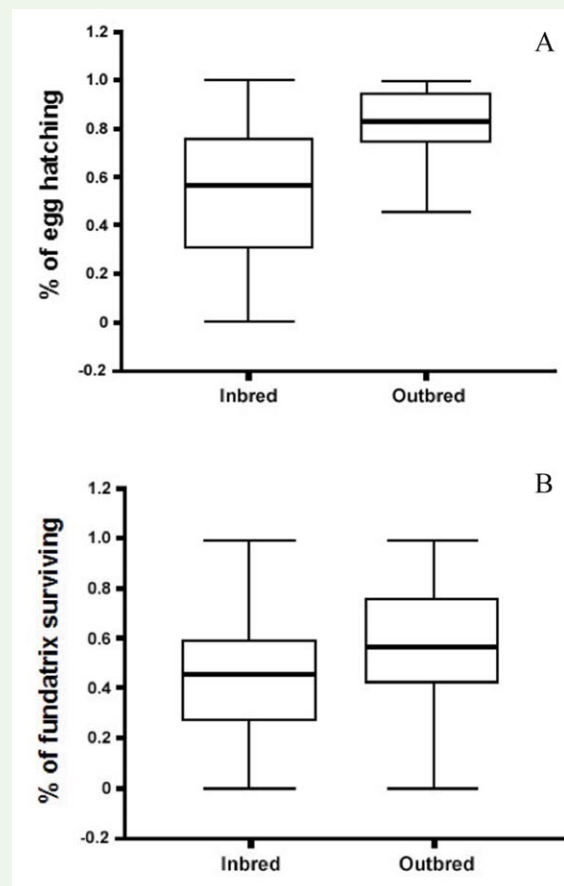 A
% of egg hatching
1.2
1.0
0.8
0.6
0.4
0.2
0
-0.2
Inbred
Outbred
B
% of fundatrix surviving
1.2
1.0
0.8
0.6
0.4
0.2
0
-0.2
Inbred
Outbred